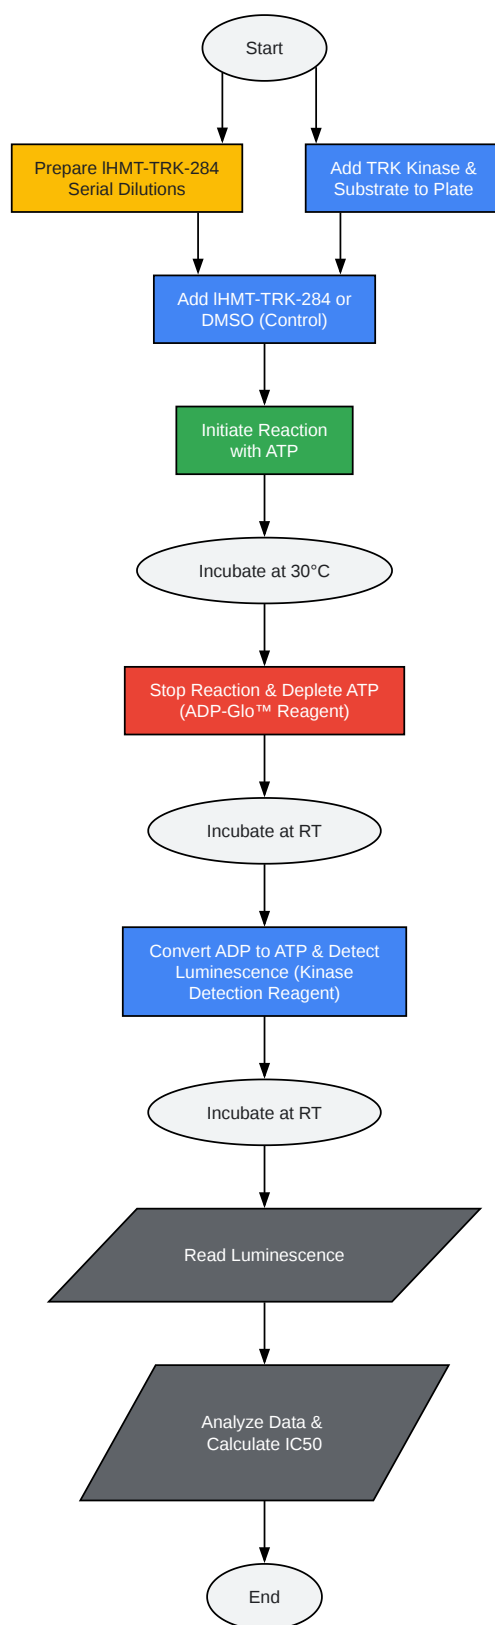 Start
Prepare lHMT-TRK-284
Serial Dilutions
Add TRK Kinase &
Substrate to Plate
Add lHMT-TRK-284 or
DMSO (Control)
Initiate Reaction
with ATP
Incubate at 30°C
Stop Reaction & Deplete ATP
(ADP-Glo™ Reagent)
Incubate at RT
Convert ADP to ATP & Detect
Luminescence (Kinase
Detection Reagent)
Incubate at RT
Read Luminescence
Analyze Data &
Calculate IC50
End